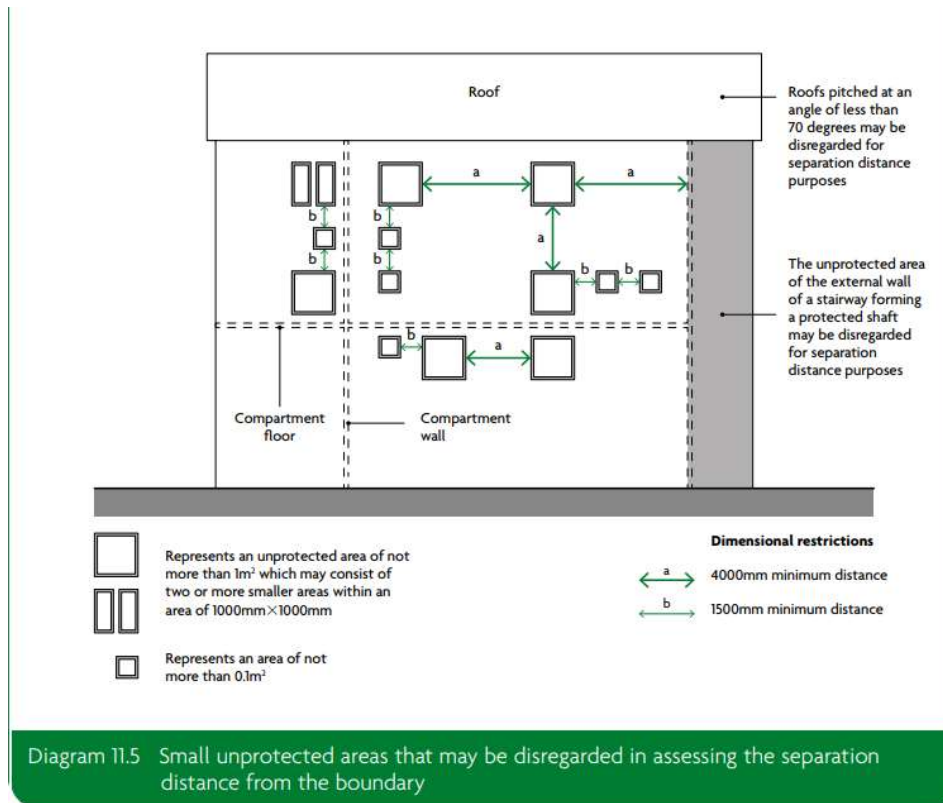 Roof
Roofs pitched at an
angle of less than
70 degrees may be
disregarded for
separation distance
purposes
a
a
b
b
a
b
b
b
b
The unprotected area
of the external wall
of a stairway forming
a protected shaft
may be disregarded
for separation
distance purposes
b
a
Compartment
floor
Compartment
wall
Represents an unprotected area of not
more than 1m² which may consist of
two or more smaller areas within an
area of 1000mm×1000mm
Represents an area of not
more than 0.1m²
Dimensional restrictions
a
4000mm minimum distance
b
1500mm minimum distance
Diagram 11.5 Small unprotected areas that may be disregarded in assessing the separation
distance from the boundary